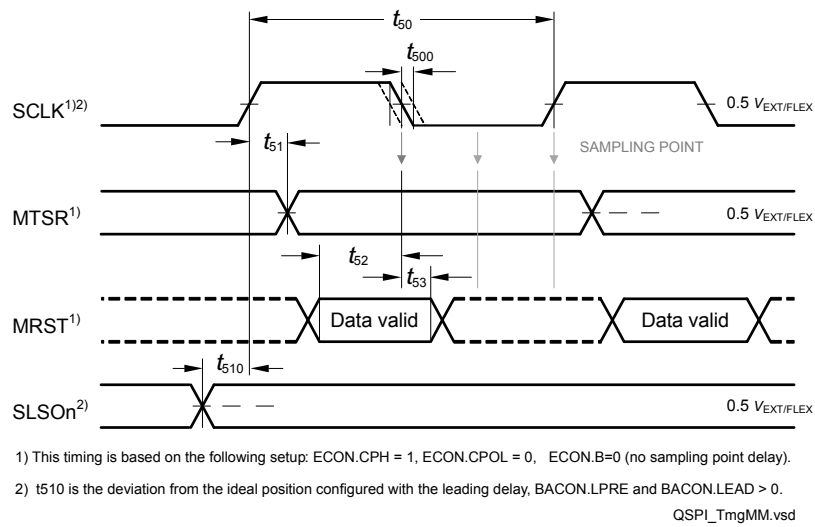 t50
t500
SCLK1)2)
0.5 VEXT/FLEX
t51
SAMPLING POINT
MTSR1)
0.5 VEXT/FLEX
t52
t53
MRST1)
Data valid
Data valid
t510
SLSOn2)
0.5 VEXT/FLEX
1) This timing is based on the following setup: ECON.CPH = 1, ECON.CPOL = 0, ECON.B=0 (no sampling point delay).
2) t510 is the deviation from the ideal position configured with the leading delay, BACON.LPRE and BACON.LEAD > 0.
QSPI_TmgMM.vsd